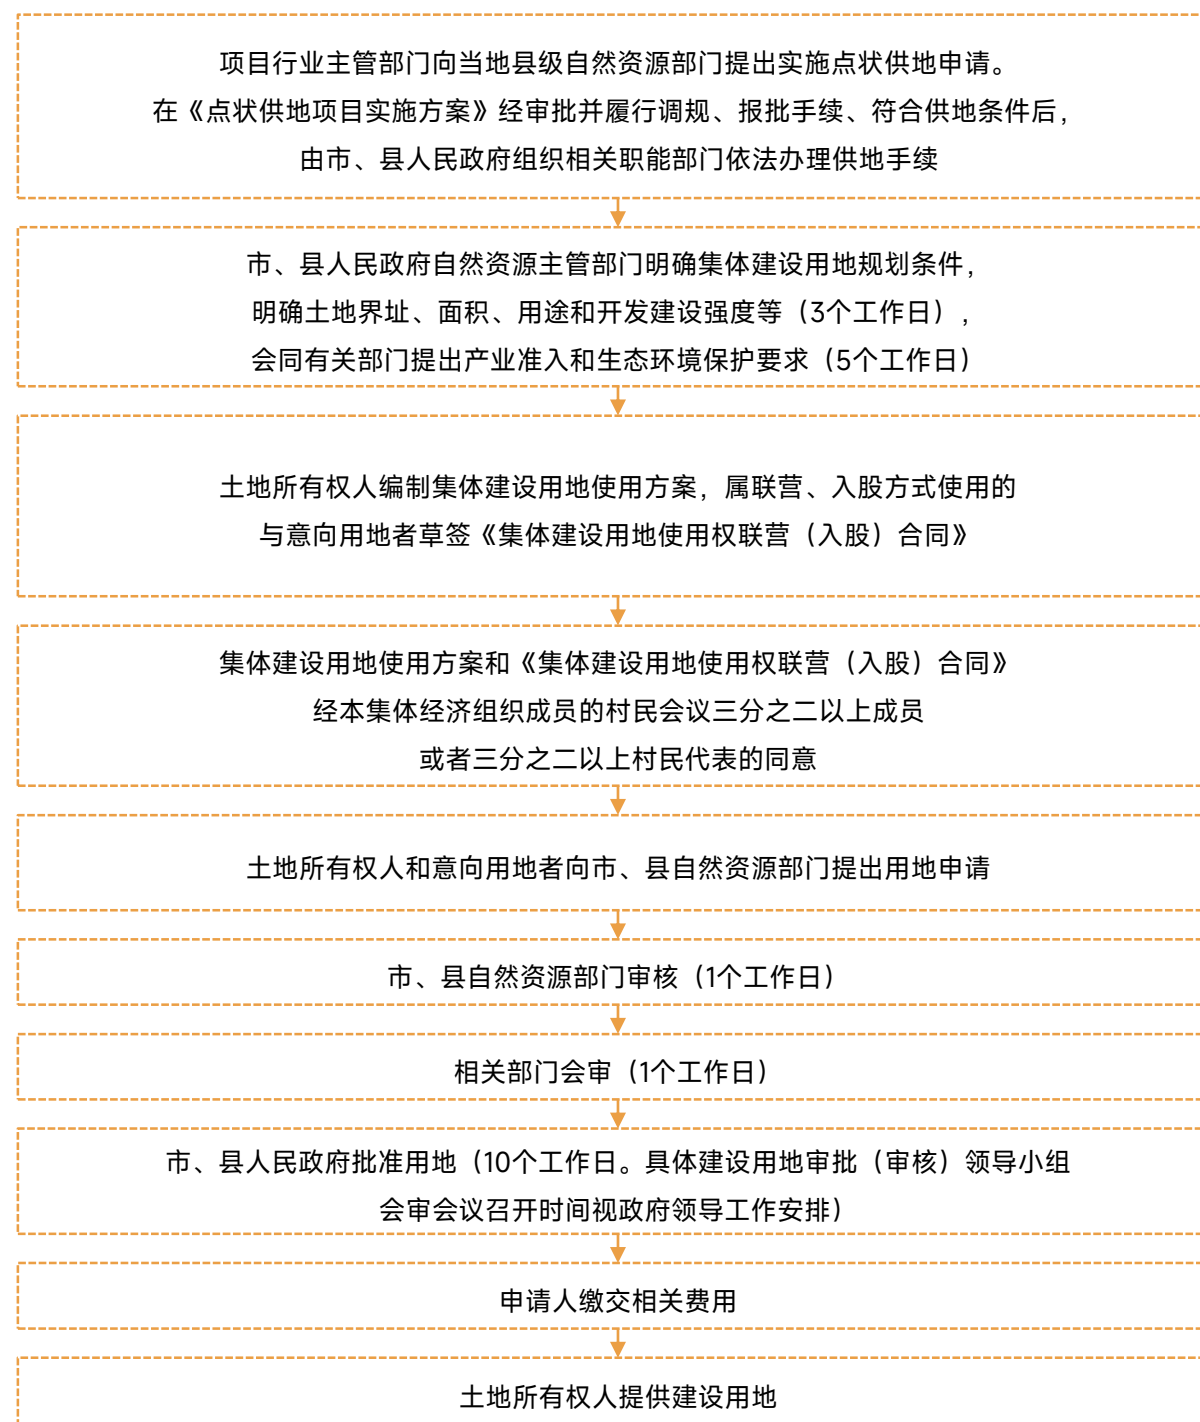 项目行业主管部门向当地县级自然资源部门提出实施点状供地申请。
在《点状供地项目实施方案》经审批并履行调规、报批手续、符合供地条件后，
由市、县人民政府组织相关职能部门依法办理供地手续
市、县人民政府自然资源主管部门明确集体建设用地规划条件，
明确土地界址、面积、用途和开发建设强度等（3个工作日），
会同有关部门提出产业准入和生态环境保护要求（5个工作日）
土地所有权人编制集体建设用地使用方案，属联营、入股方式使用的
与意向用地者草签《集体建设用地使用权联营（入股）合同》
集体建设用地使用方案和《集体建设用地使用权联营（入股）合同》
经本集体经济组织成员的村民会议三分之二以上成员
或者三分之二以上村民代表的同意
土地所有权人和意向用地者向市、县自然资源部门提出用地申请
市、县自然资源部门审核（1个工作日）
相关部门会审（1个工作日）
市、县人民政府批准用地（10个工作日。具体建设用地审批（审核）领导小组
会审会议召开时间视政府领导工作安排）
申请人缴交相关费用
土地所有权人提供建设用地